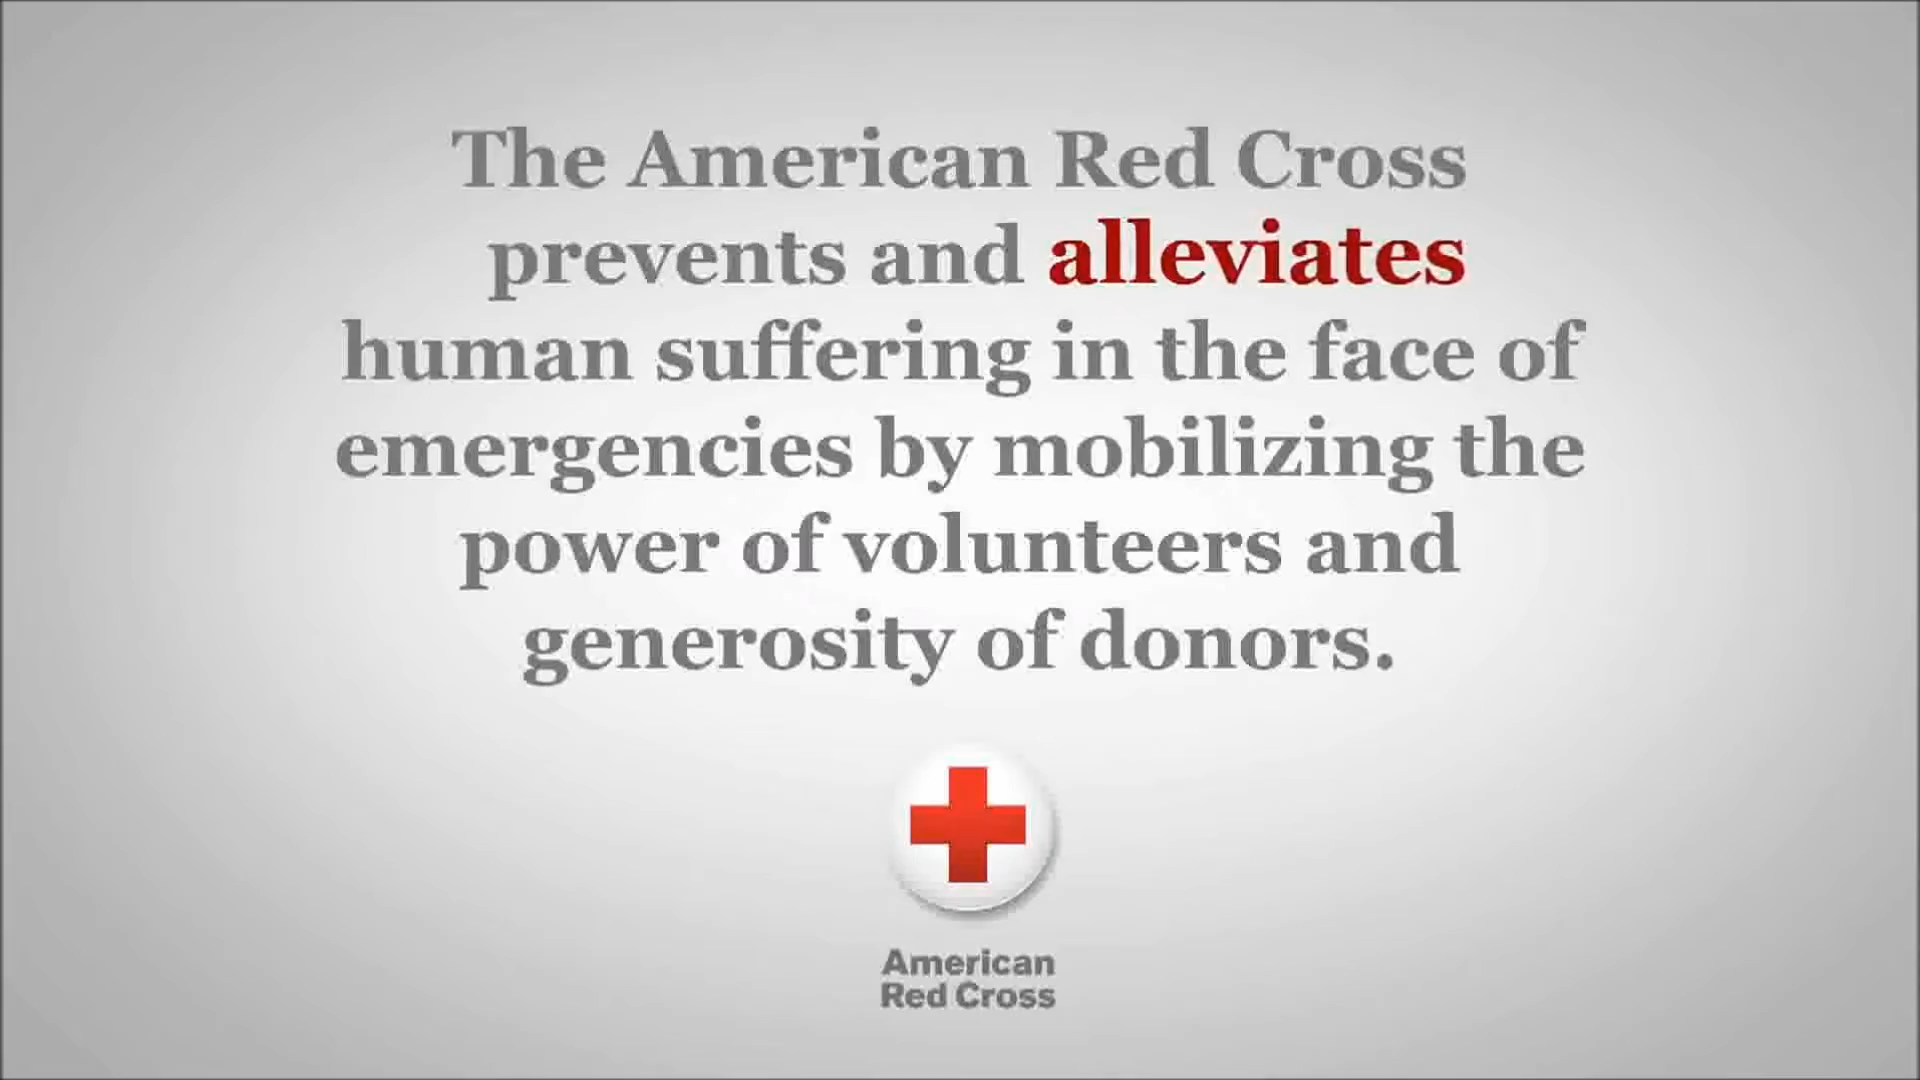 The American Red Cross
prevents and alleviates
human suffering in the face of
emergencies by mobilizing the
power of volunteers and
generosity of donors.
American
Red Cross